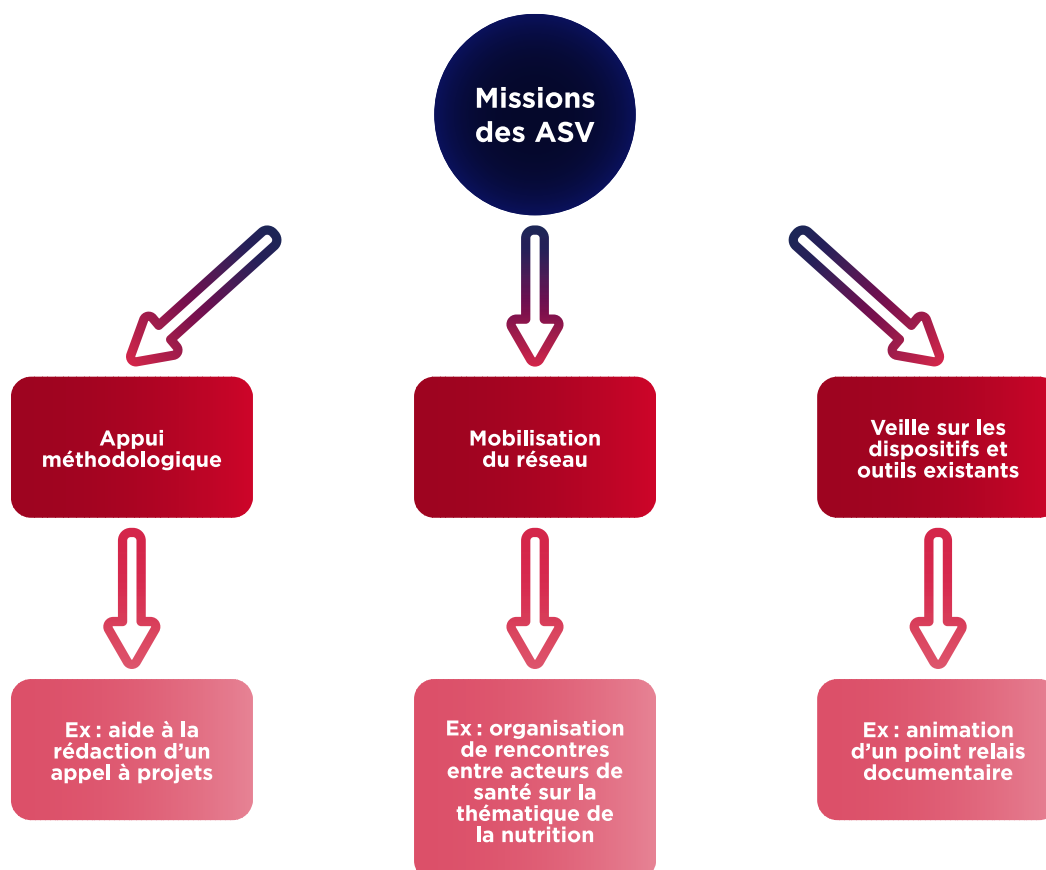 Missions
des ASV
Appui
méthodologique
Mobilisation
du réseau
Veille sur les
dispositifs et
outils existants
Ex : aide à la
rédaction d’un
appel à projets
Ex : organisation
de rencontres
entre acteurs de
santé sur la
thématique de
la nutrition
Ex : animation
d’un point relais
documentaire